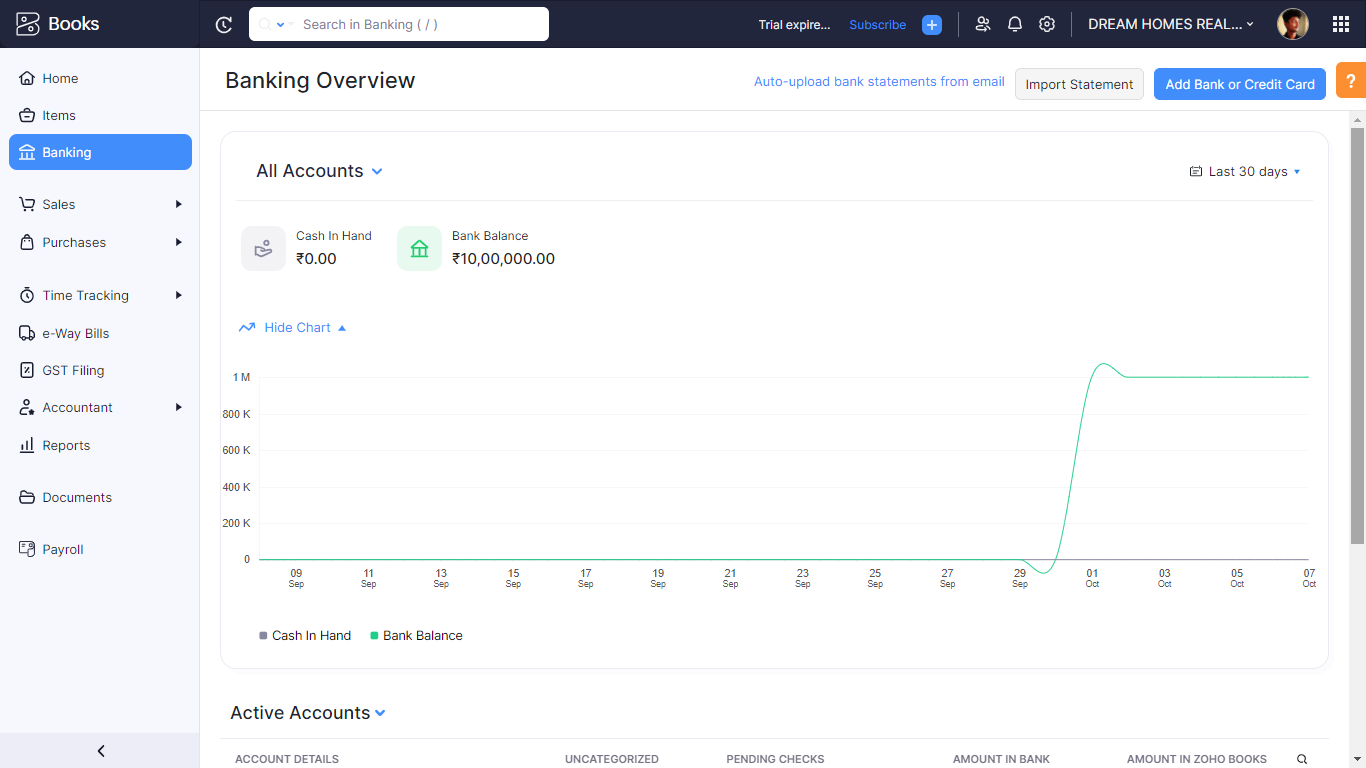 Books
Search in Banking ( / )
Trial expire...
Subscribe
DREAM HOMES REAL...
Home
Items
Banking
Sales
Purchases
Time Tracking
e-Way Bills
GST Filing
Accountant
Reports
Documents
Payroll
Banking Overview
Auto-upload bank statements from email
Import Statement
Add Bank or Credit Card
?
All Accounts
Last 30 days
Cash In Hand
₹0.00
Bank Balance
₹10,00,000.00
Hide Chart
1 M
800 K
600 K
400 K
200 K
0
09 11 13 15 17 19 21 23 25 27 29 01 03 05 07
Sep Sep Sep Sep Sep Sep Sep Sep Sep Sep Sep Oct Oct Oct Oct
Cash In Hand Bank Balance
Active Accounts
ACCOUNT DETAILS UNCATEGORIZED PENDING CHECKS AMOUNT IN BANK AMOUNT IN ZOHO BOOKS